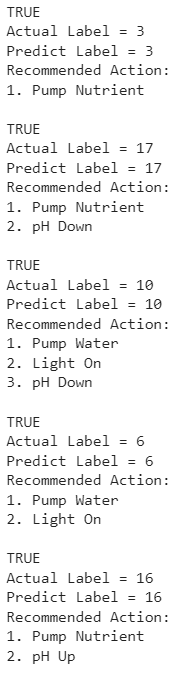 TRUE
Actual Label = 3
Predict Label = 3
Recommended Action:
1. Pump Nutrient
TRUE
Actual Label = 17
Predict Label = 17
Recommended Action:
1. Pump Nutrient
2. pH Down
TRUE
Actual Label = 10
Predict Label = 10
Recommended Action:
1. Pump Water
2. Light On
3. pH Down
TRUE
Actual Label = 6
Predict Label = 6
Recommended Action:
1. Pump Water
2. Light On
TRUE
Actual Label = 16
Predict Label = 16
Recommended Action:
1. Pump Nutrient
2. pH Up